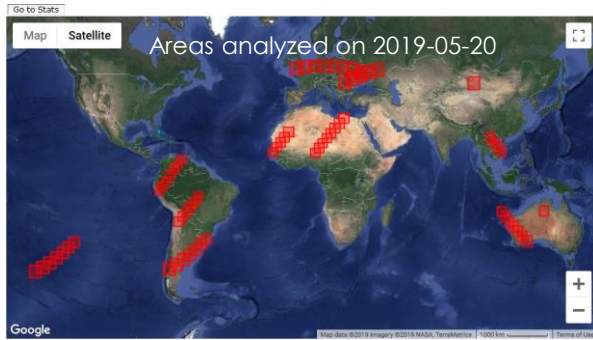 Go to Stats
Map Satellite
Areas analyzed on 2019-05-20
Google
Map data ©2019 Imagery ©2019 NASA, TerraMetrics 1000 km Terms of Use